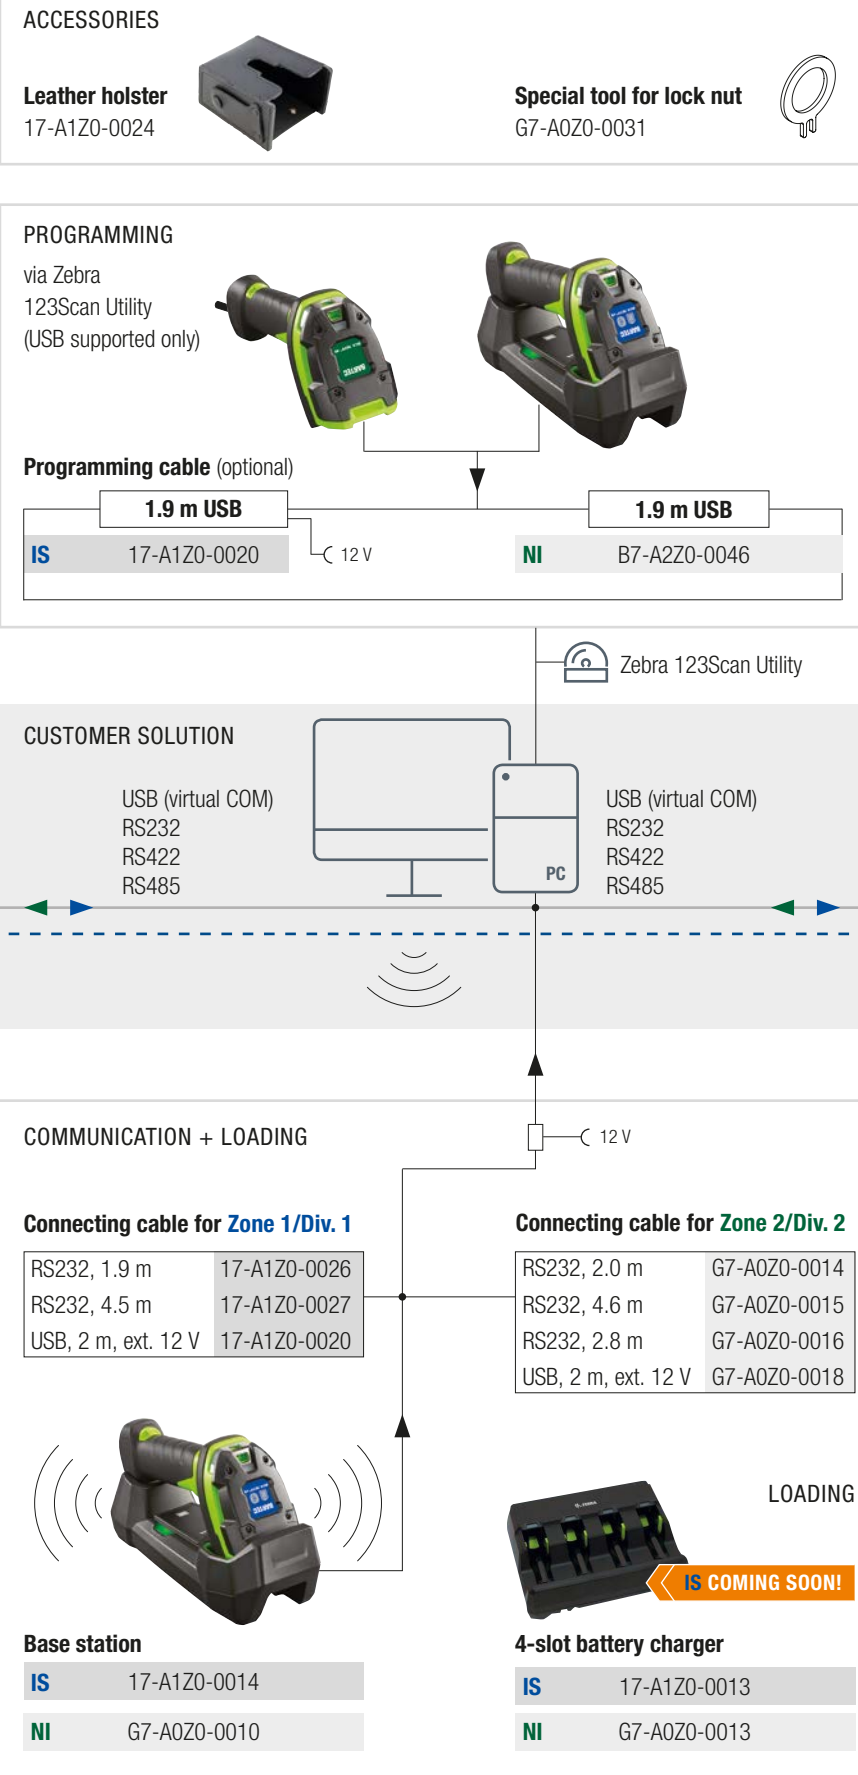 ACCESSORIES
Leather holster
17-A1Z0-0024
Special tool for lock nut
G7-A0Z0-0031
PROGRAMMING
via Zebra
123Scan Utility
(USB supported only)
BARTEC
BARTEC
Programming cable (optional)
1.9 m USB
IS 17-A1Z0-0020
12 V
1.9 m USB
NI B7-A2Z0-0046
Zebra 123Scan Utility
CUSTOMER SOLUTION
USB (virtual COM)
RS232
RS422
RS485
PC
USB (virtual COM)
RS232
RS422
RS485
COMMUNICATION + LOADING
12 V
Connecting cable for Zone 1/Div. 1
RS232, 1.9 m 17-A1Z0-0026
RS232, 4.5 m 17-A1Z0-0027
USB, 2 m, ext. 12 V 17-A1Z0-0020
Connecting cable for Zone 2/Div. 2
RS232, 2.0 m G7-A0Z0-0014
RS232, 4.6 m G7-A0Z0-0015
RS232, 2.8 m G7-A0Z0-0016
USB, 2 m, ext. 12 V G7-A0Z0-0018
BARTEC
Base station
IS 17-A1Z0-0014
NI G7-A0Z0-0010
LOADING
ZEBRA
IS COMING SOON!
4-slot battery charger
IS 17-A1Z0-0013
NI G7-A0Z0-0013